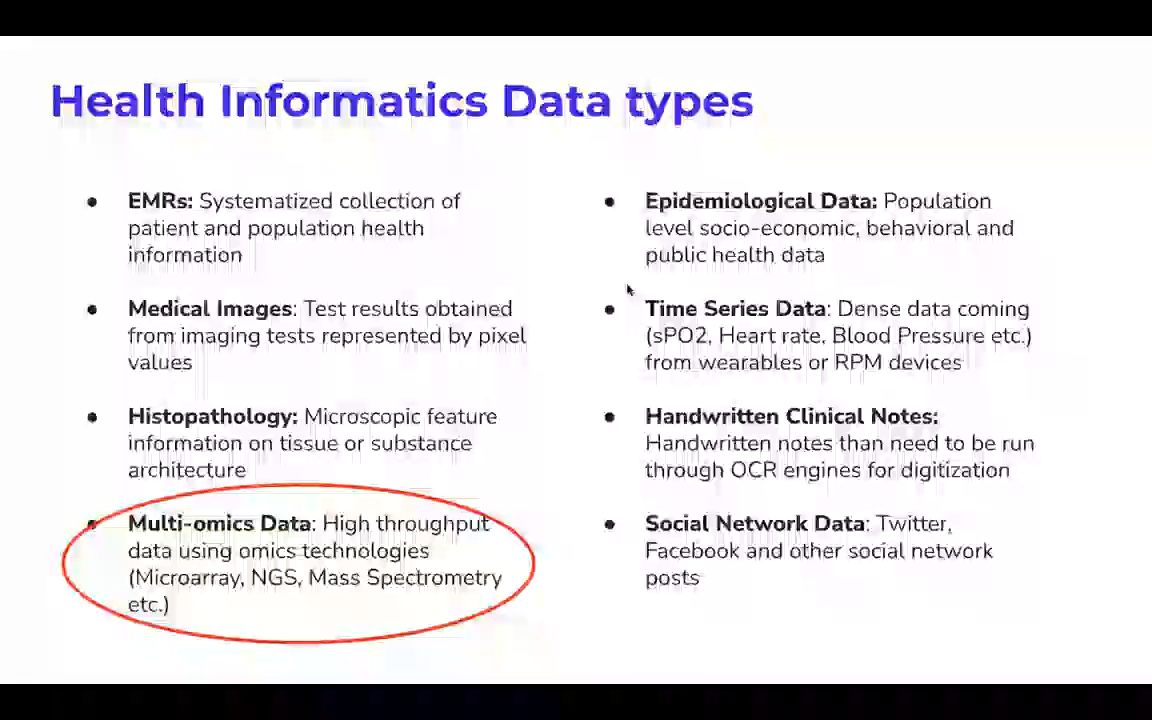 Health Informatics Data types
• EMRs: Systematized collection of
patient and population health
information
• Medical Images: Test results obtained
from imaging tests represented by pixel
values
• Histopathology: Microscopic feature
information on tissue or substance
architecture
• Multi-omics Data: High throughput
data using omics technologies
(Microarray, NGS, Mass Spectrometry
etc.)
• Epidemiological Data: Population
level socio-economic, behavioral and
public health data
• Time Series Data: Dense data coming
(sPO2, Heart rate, Blood Pressure etc.)
from wearables or RPM devices
• Handwritten Clinical Notes:
Handwritten notes than need to be run
through OCR engines for digitization
• Social Network Data: Twitter,
Facebook and other social network
posts